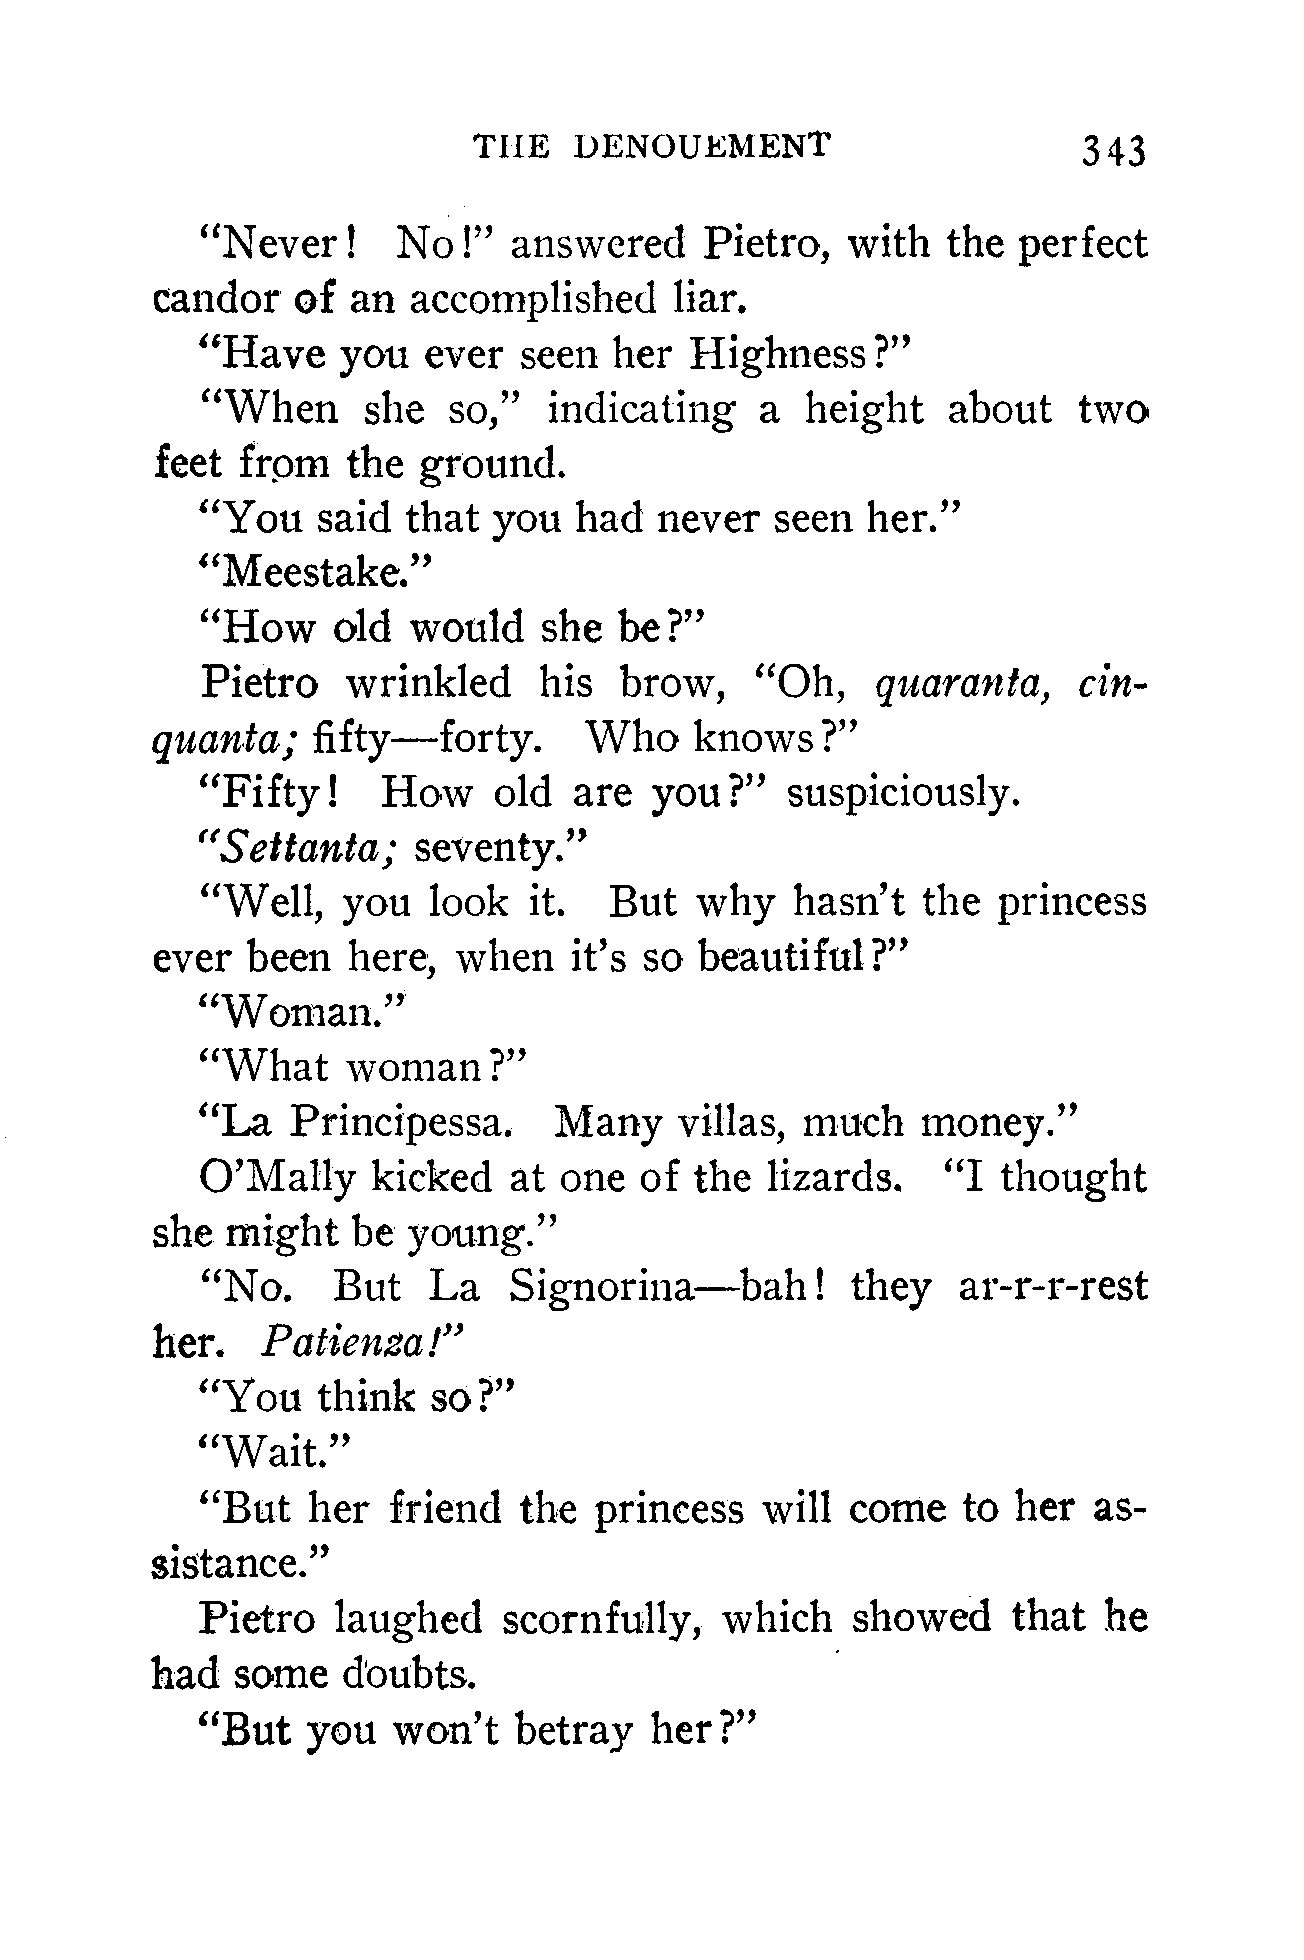 THE DENOUEMENT 343
“Never! No!” answered Pietro, with the perfect
candor of an accomplished liar.
“Have you ever seen her Highness?”
“When she so,” indicating a height about two
feet from the ground.
“You said that you had never seen her.”
“Meestake.”
“How old would she be?”
Pietro wrinkled his brow, “Oh, quaranta, cin-
quanta; fifty—forty. Who knows?”
“Fifty! How old are you?” suspiciously.
“Settanta; seventy.”
“Well, you look it. But why hasn’t the princess
ever been here, when it’s so beautiful?”
“Woman.”
“What woman?”
“La Principessa. Many villas, much money.”
O’Mally kicked at one of the lizards. “I thought
she might be young.”
“No. But La Signorina—bah! they ar-r-r-rest
her. Patienza!”
“You think so?”
“Wait.”
“But her friend the princess will come to her as-
sistance.”
Pietro laughed scornfully, which showed that he
had some doubts.
“But you won’t betray her?”